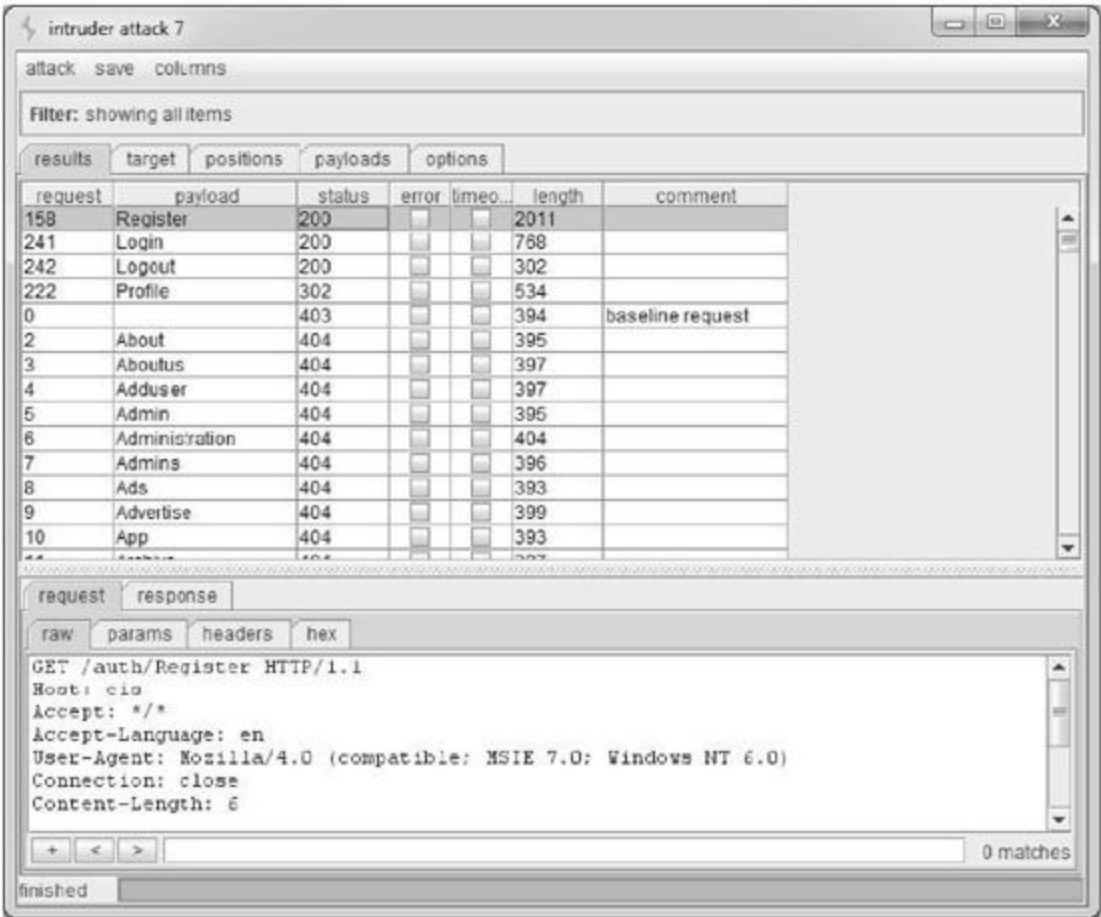 intruder attack 7
attack save columns
Filter: showing all items
results target positions payloads options
request payload status error timeo... length comment
158 Register 200 2011
241 Login 200 768
242 Logout 200 302
222 Profile 302 534
0 403 394 baseline request
2 About 404 395
3 Aboutus 404 397
4 Adduser 404 397
5 Admin 404 395
6 Administration 404 404
7 Admins 404 396
8 Ads 404 393
9 Advertise 404 399
10 App 404 393
request response
raw params headers hex
GET /auth/Register HTTP/1.1
Host: cis
Accept: */*
Accept-Language: en
User-Agent: Mozilla/4.0 (compatible; MSIE 7.0; Windows NT 6.0)
Connection: close
Content-Length: 6
+ < > 0 matches
finished